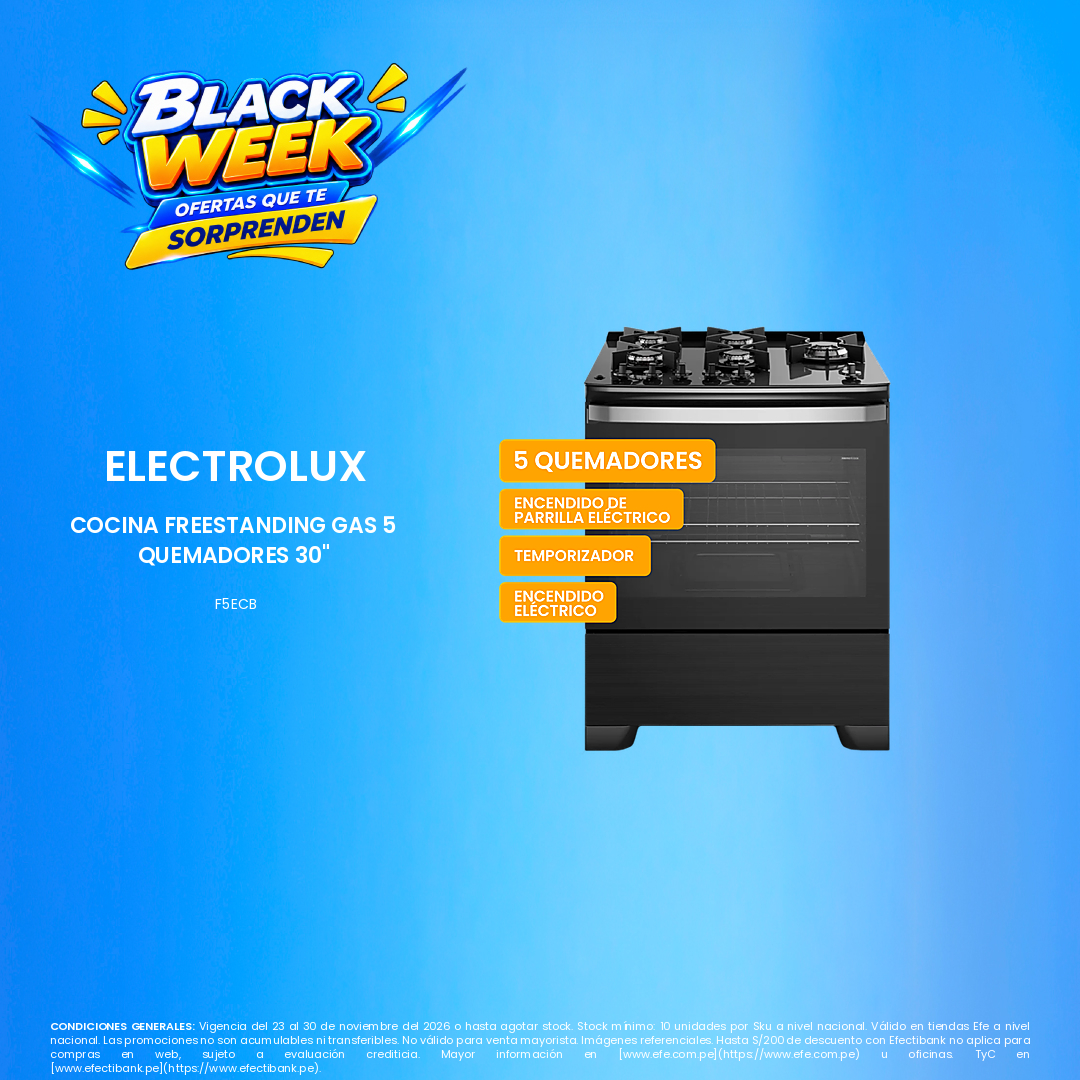 BLACK
WEEK
OFERTAS QUE TE
SORPRENDEN
ELECTROLUX
COCINA FREESTANDING GAS 5
QUEMADORES 30"
F5ECB
5 QUEMADORES
ENCENDIDO DE
PARRILLA ELÉCTRICO
TEMPORIZADOR
ENCENDIDO
ELÉCTRICO
CONDICIONES GENERALES: Vigencia del 23 al 30 de noviembre del 2026 o hasta agotar stock. Stock mínimo: 10 unidades por Sku a nivel nacional. Válido en tiendas Efe a nivel
nacional. Las promociones no son acumulables ni transferibles. No válido para venta mayorista. Imágenes referenciales. Hasta S/200 de descuento con Efectibank no aplica para
compras en web, sujeto a evaluación crediticia. Mayor información en [www.efe.com.pe](https://www.efe.com.pe) u oficinas. TyC en
[www.efectibank.pe](https://www.efectibank.pe).